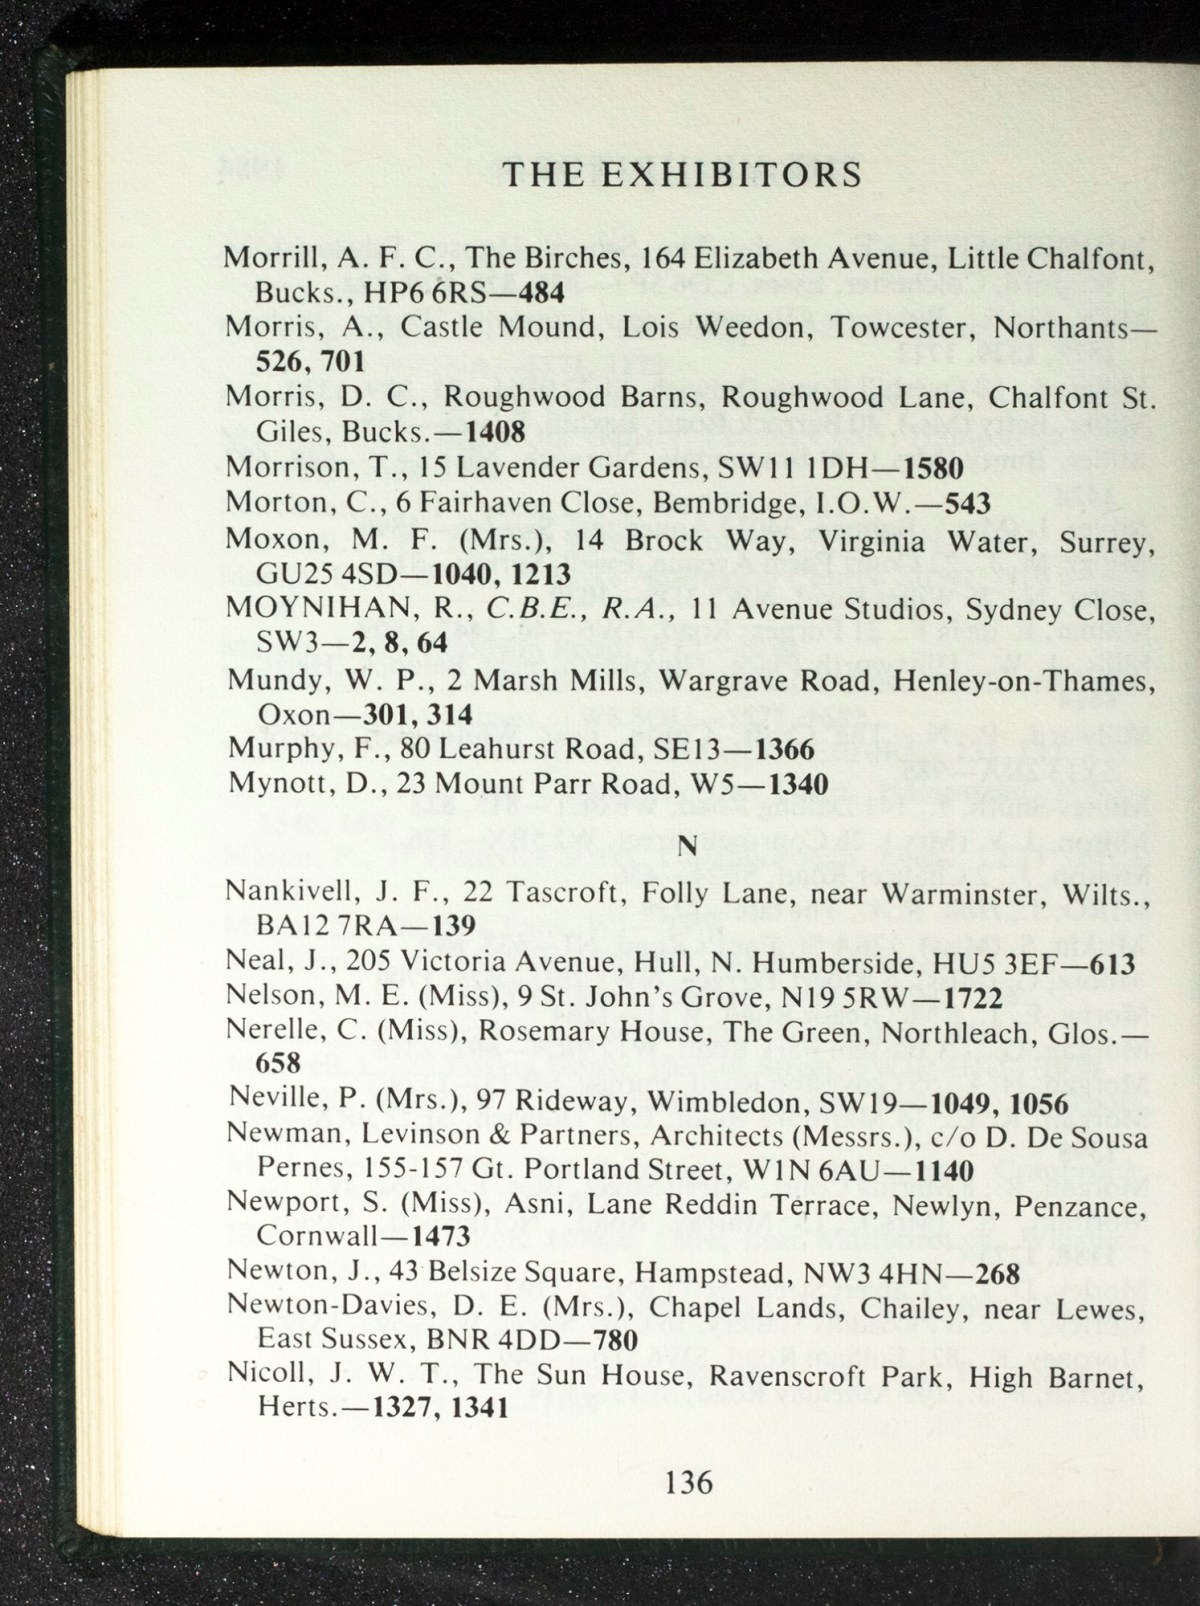 THE EXHIBITORS
Morrill, A. F. C., The Birches, 164 Elizabeth Avenue, Little Chalfont,
Bucks., HP6 6RS—484
Morris, A., Castle Mound, Lois Weedon, Towcester, Northants—
526, 701
Morris, D. C., Roughwood Barns, Roughwood Lane, Chalfont St.
Giles, Bucks.—1408
Morrison, T., 15 Lavender Gardens, SW11 1DH—1580
Morton, C., 6 Fairhaven Close, Bembridge, I.O.W.—543
Moxon, M. F. (Mrs.), 14 Brock Way, Virginia Water, Surrey,
GU25 4SD—1040, 1213
MOYNIHAN, R., C.B.E., R.A., 11 Avenue Studios, Sydney Close,
SW3—2, 8, 64
Mundy, W. P., 2 Marsh Mills, Wargrave Road, Henley-on-Thames,
Oxon—301, 314
Murphy, F., 80 Leahurst Road, SE13—1366
Mynott, D., 23 Mount Parr Road, W5—1340
N
Nankivell, J. F., 22 Tascroft, Folly Lane, near Warminster, Wilts.,
BA12 7RA—139
Neal, J., 205 Victoria Avenue, Hull, N. Humberside, HU5 3EF—613
Nelson, M. E. (Miss), 9 St. John's Grove, N19 5RW—1722
Nerelle, C. (Miss), Rosemary House, The Green, Northleach, Glos.—
658
Neville, P. (Mrs.), 97 Rideway, Wimbledon, SW19—1049, 1056
Newman, Levinson & Partners, Architects (Messrs.), c/o D. De Sousa
Pernes, 155-157 Gt. Portland Street, W1N 6AU—1140
Newport, S. (Miss), Asni, Lane Reddin Terrace, Newlyn, Penzance,
Cornwall—1473
Newton, J., 43 Belsize Square, Hampstead, NW3 4HN—268
Newton-Davies, D. E. (Mrs.), Chapel Lands, Chailey, near Lewes,
East Sussex, BNR 4DD—780
Nicoll, J. W. T., The Sun House, Ravenscroft Park, High Barnet,
Herts.—1327, 1341
136